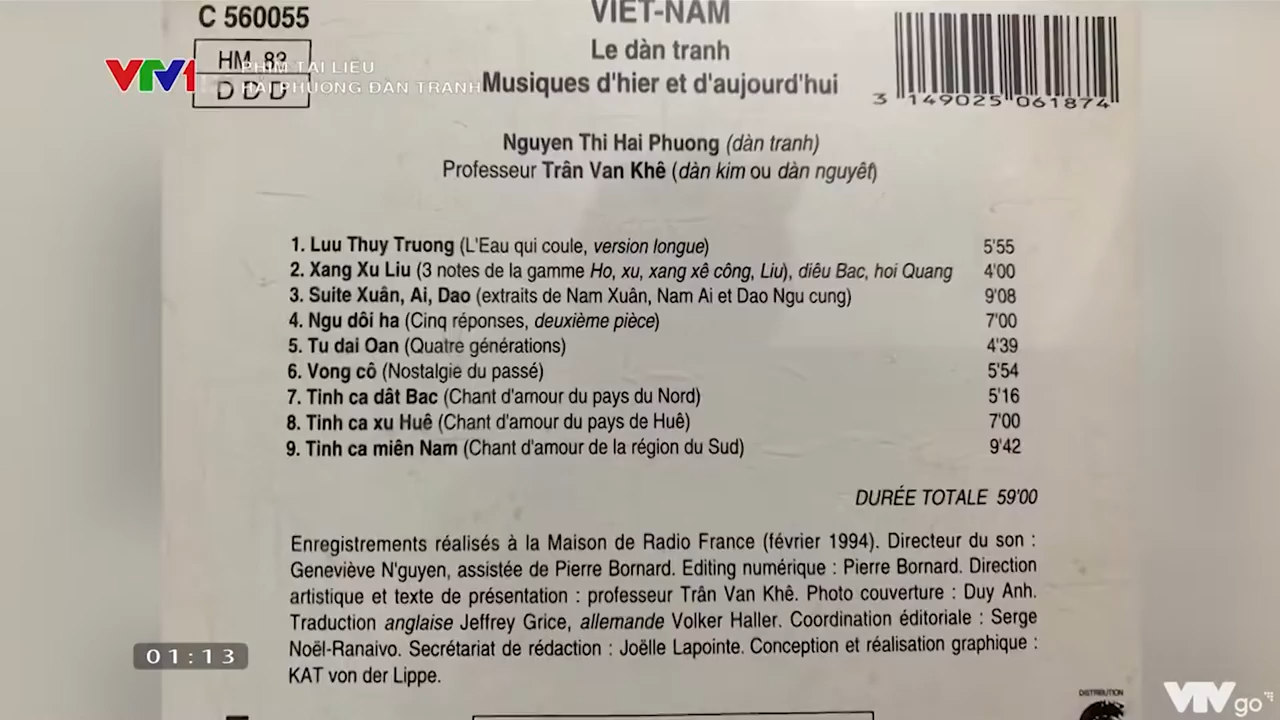 C 560055
HM 83
DDD
VTV1
PHIM TÀI LIỆU
HẢI PHƯỢNG ĐÀN TRANH
VIET-NAM
Le dàn tranh
Musiques d'hier et d'aujourd'hui
3 149025 061874
Nguyen Thi Hai Phuong (dàn tranh)
Professeur Trân Van Khê (dàn kim ou dàn nguyêt)
1. Luu Thuy Truong (L'Eau qui coule, version longue) 5'55
2. Xang Xu Liu (3 notes de la gamme Ho, xu, xang xê công, Liu), diêu Bac, hoi Quang 4'00
3. Suite Xuân, Ai, Dao (extraits de Nam Xuân, Nam Ai et Dao Ngu cung) 9'08
4. Ngu dôi ha (Cinq réponses, deuxième pièce) 7'00
5. Tu dai Oan (Quatre générations) 4'39
6. Vong cô (Nostalgie du passé) 5'54
7. Tinh ca dât Bac (Chant d'amour du pays du Nord) 5'16
8. Tinh ca xu Huê (Chant d'amour du pays de Huê) 7'00
9. Tinh ca miên Nam (Chant d'amour de la région du Sud) 9'42
DURÉE TOTALE 59'00
Enregistrements réalisés à la Maison de Radio France (février 1994). Directeur du son :
Geneviève N'guyen, assistée de Pierre Bornard. Editing numérique : Pierre Bornard. Direction
artistique et texte de présentation : professeur Trân Van Khê. Photo couverture : Duy Anh.
Traduction anglaise Jeffrey Grice, allemande Volker Haller. Coordination éditoriale : Serge
Noël-Ranaivo. Secrétariat de rédaction : Joëlle Lapointe. Conception et réalisation graphique :
KAT von der Lippe.
01:13
DISTRIBUTION
VTVgo